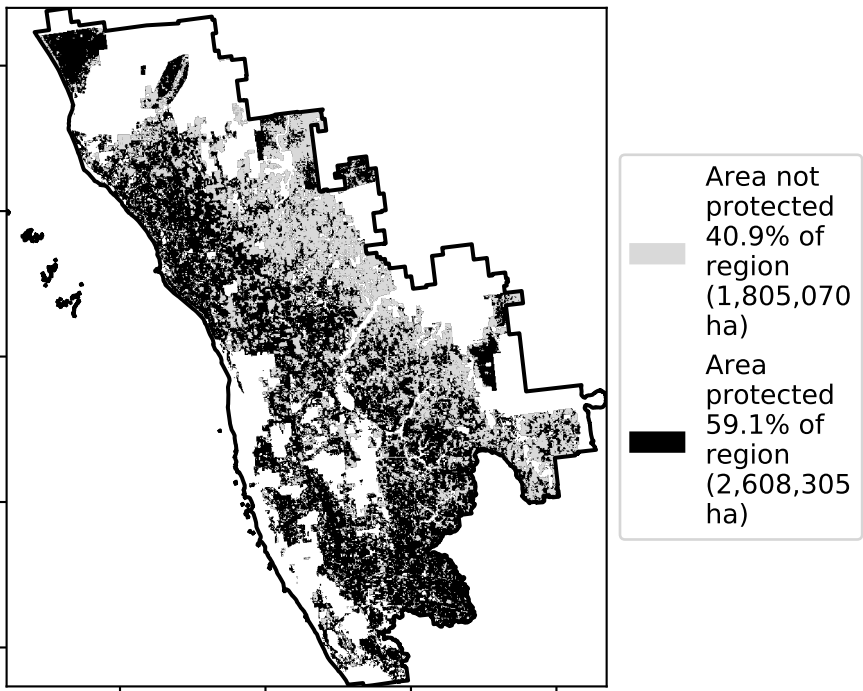 Area not
protected
40.9% of
region
(1,805,070
ha)
Area
protected
59.1% of
region
(2,608,305
ha)